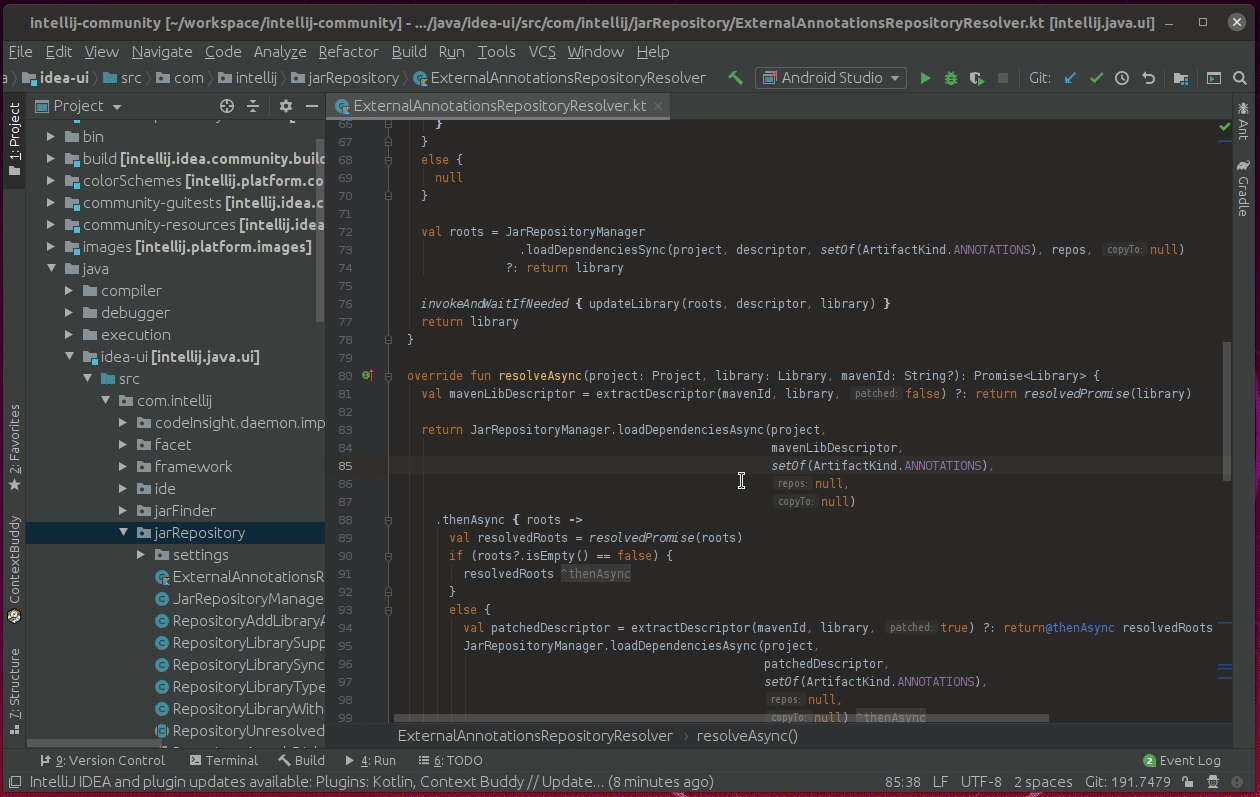 intellij-community [~/workspace/intellij-community] - .../java/idea-ui/src/com/intellij/jarRepository/ExternalAnnotationsRepositoryResolver.kt [intellij.java.ui]
File Edit View Navigate Code Analyze Refactor Build Run Tools VCS Window Help
idea-ui src com intellij jarRepository ExternalAnnotationsRepositoryResolver Android Studio Git:
1: Project
2: Favorites
ContextBuddy
7: Structure
Project
bin
build [intellij.idea.community.build
colorSchemes [intellij.platform.co
community-guitests [intellij.idea.c
community-resources [intellij.idea
images [intellij.platform.images]
java
compiler
debugger
execution
idea-ui [intellij.java.ui]
src
com.intellij
codeInsight.daemon.imp
facet
framework
ide
jarFinder
jarRepository
settings
ExternalAnnotationsR
JarRepositoryManage
RepositoryAddLibraryA
RepositoryLibrarySupp
RepositoryLibrarySync
RepositoryLibraryType
RepositoryLibraryWith
RepositoryUnresolved
ExternalAnnotationsRepositoryResolver.kt
66 }
67 }
68 else {
69 null
70 }
71
72 val roots = JarRepositoryManager
73 .loadDependenciesSync(project, descriptor, setOf(ArtifactKind.ANNOTATIONS), repos, copyTo: null)
74 ?: return library
75
76 invokeAndWaitIfNeeded { updateLibrary(roots, descriptor, library) }
77 return library
78 }
79
80 override fun resolveAsync(project: Project, library: Library, mavenId: String?): Promise<Library> {
81 val mavenLibDescriptor = extractDescriptor(mavenId, library, patched: false) ?: return resolvedPromise(library)
82
83 return JarRepositoryManager.loadDependenciesAsync(project,
84 mavenLibDescriptor,
85 setOf(ArtifactKind.ANNOTATIONS),
86 repos: null,
87 copyTo: null)
88 .thenAsync { roots ->
89 val resolvedRoots = resolvedPromise(roots)
90 if (roots?.isEmpty() == false) {
91 resolvedRoots ^thenAsync
92 }
93 else {
94 val patchedDescriptor = extractDescriptor(mavenId, library, patched: true) ?: return@thenAsync resolvedRoots
95 JarRepositoryManager.loadDependenciesAsync(project,
96 patchedDescriptor,
97 setOf(ArtifactKind.ANNOTATIONS),
98 repos: null,
99 copyTo: null) ^thenAsync
ExternalAnnotationsRepositoryResolver › resolveAsync()
Ant
Gradle
9: Version Control Terminal Build 4: Run 6: TODO 2 Event Log
IntelliJ IDEA and plugin updates available: Plugins: Kotlin, Context Buddy // Update... (8 minutes ago) 85:38 LF UTF-8 2 spaces Git: 191.7479